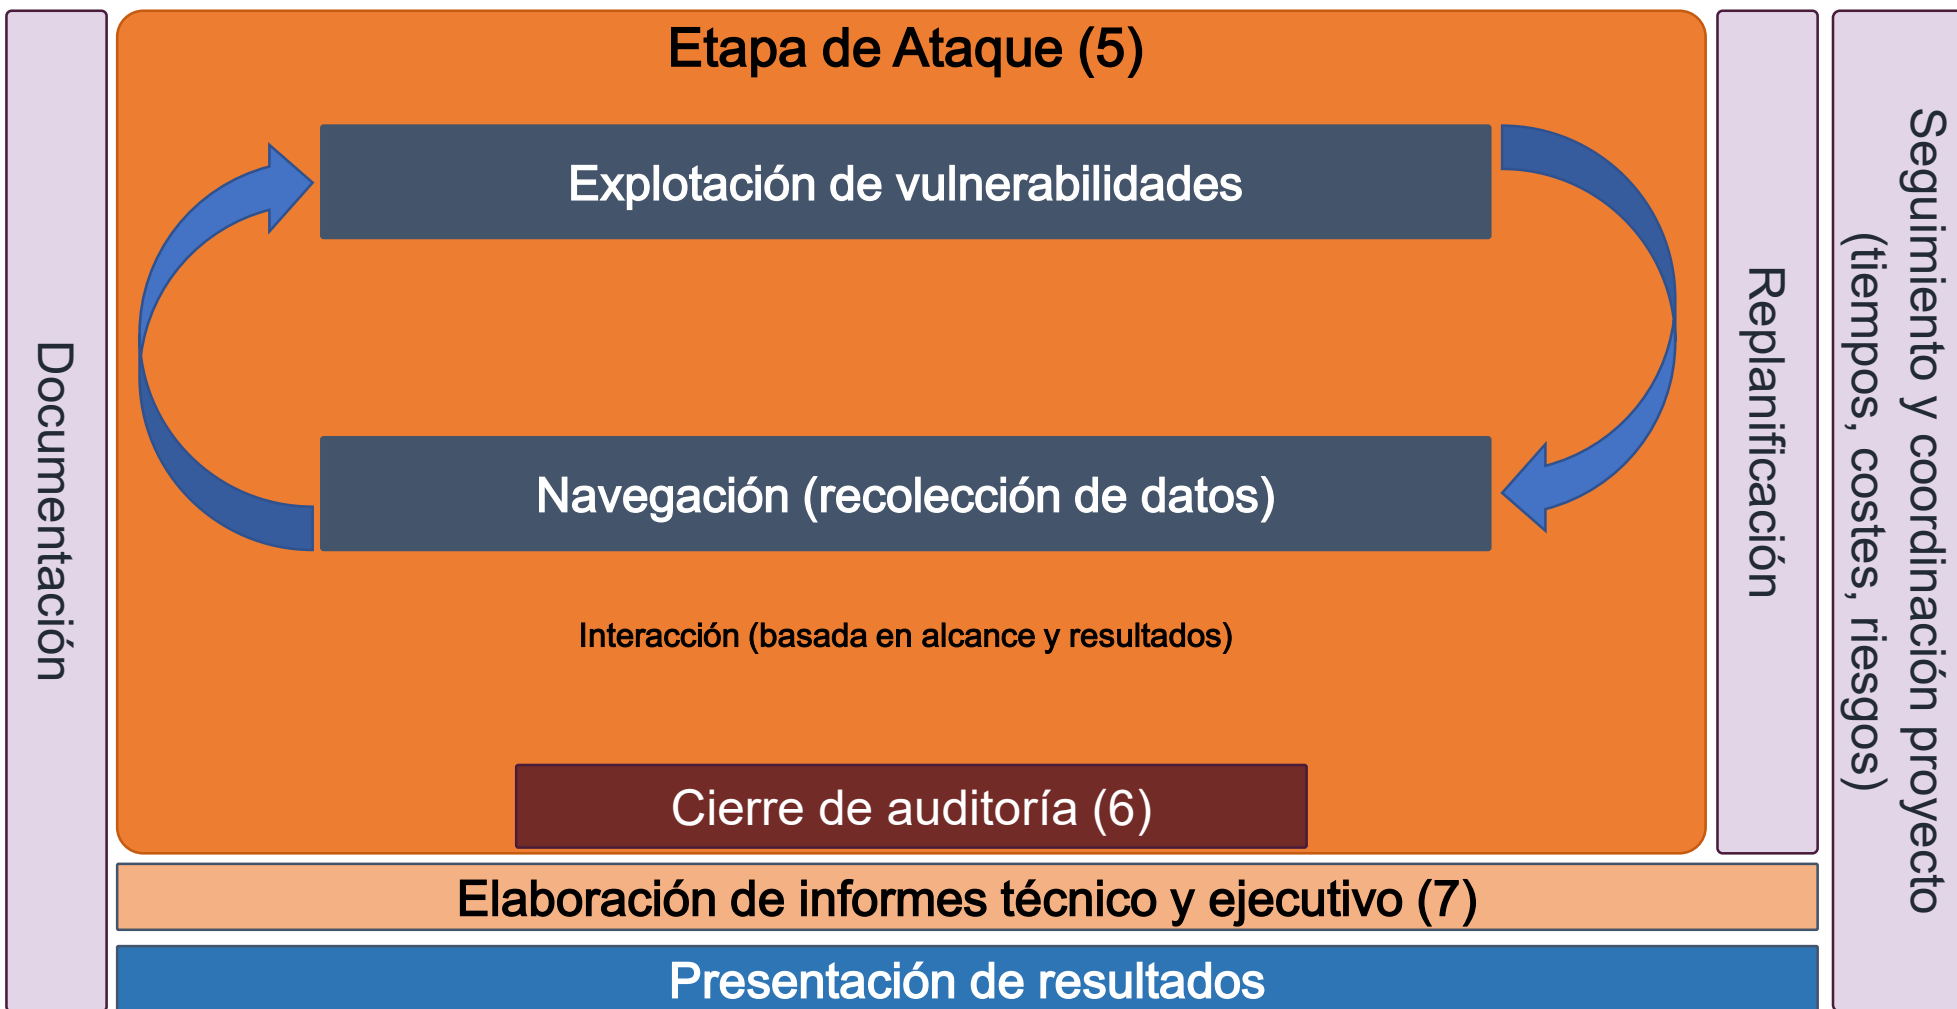 Etapa de Ataque (5)
Explotación de vulnerabilidades
Navegación (recolección de datos)
Interacción (basada en alcance y resultados)
Cierre de auditoría (6)
Elaboración de informes técnico y ejecutivo (7)
Presentación de resultados
Documentación
Replanificación
Seguimiento y coordinación proyecto
(tiempos, costes, riesgos)